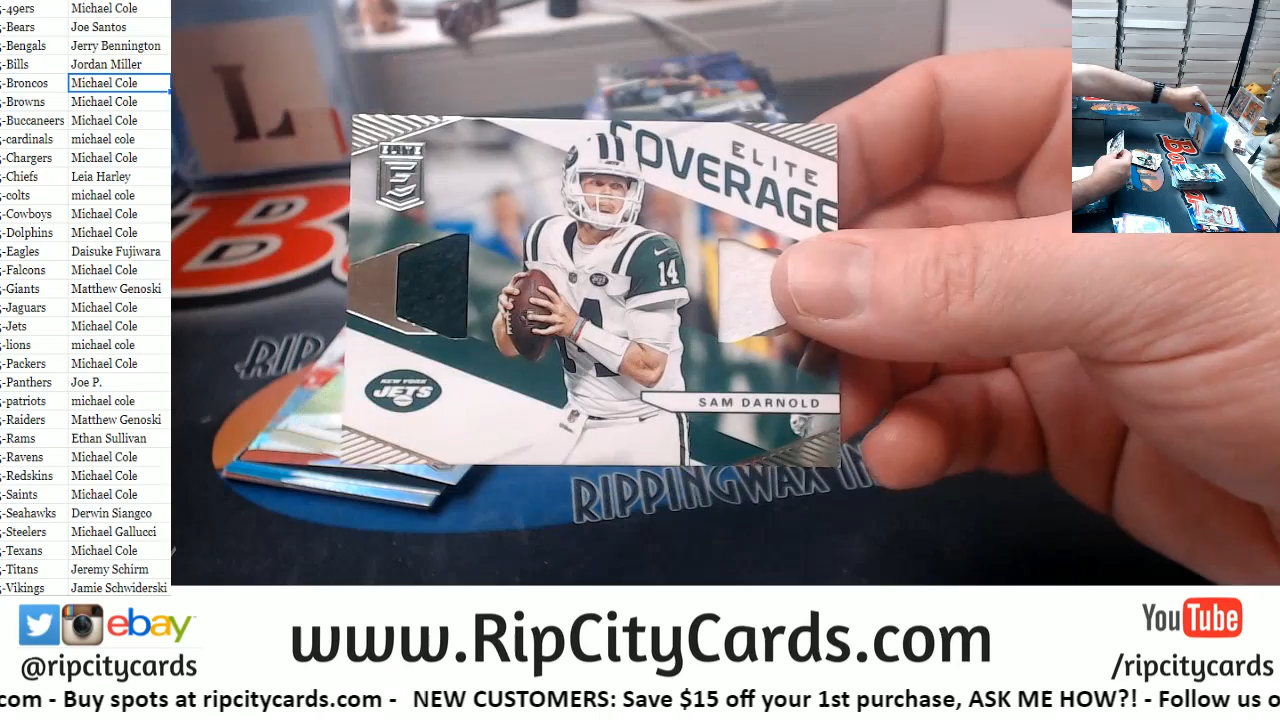 -49ers Michael Cole
-Bears Joe Santos
-Bengals Jerry Bennington
-Bills Jordan Miller
-Broncos Michael Cole
-Browns Michael Cole
-Buccaneers Michael Cole
-cardinals michael cole
-Chargers Michael Cole
-Chiefs Leia Harley
-colts michael cole
-Cowboys Michael Cole
-Dolphins Michael Cole
-Eagles Daisuke Fujiwara
-Falcons Michael Cole
-Giants Matthew Genoski
-Jaguars Michael Cole
-Jets Michael Cole
-lions michael cole
-Packers Michael Cole
-Panthers Joe P.
-patriots michael cole
-Raiders Matthew Genoski
-Rams Ethan Sullivan
-Ravens Michael Cole
-Redskins Michael Cole
-Saints Michael Cole
-Seahawks Derwin Siangco
-Steelers Michael Gallucci
-Texans Michael Cole
-Titans Jeremy Schirm
-Vikings Jamie Schwiderski
L
B
ELITE
E
ELITE
COVERAGE
14
NEW YORK
JETS
SAM DARNOLD
RIP
RIPPINGWAX
Ba
ebay
@ripcitycards
www.RipCityCards.com
YouTube
/ripcitycards
com - Buy spots at ripcitycards.com - NEW CUSTOMERS: Save $15 off your 1st purchase, ASK ME HOW?! - Follow us o